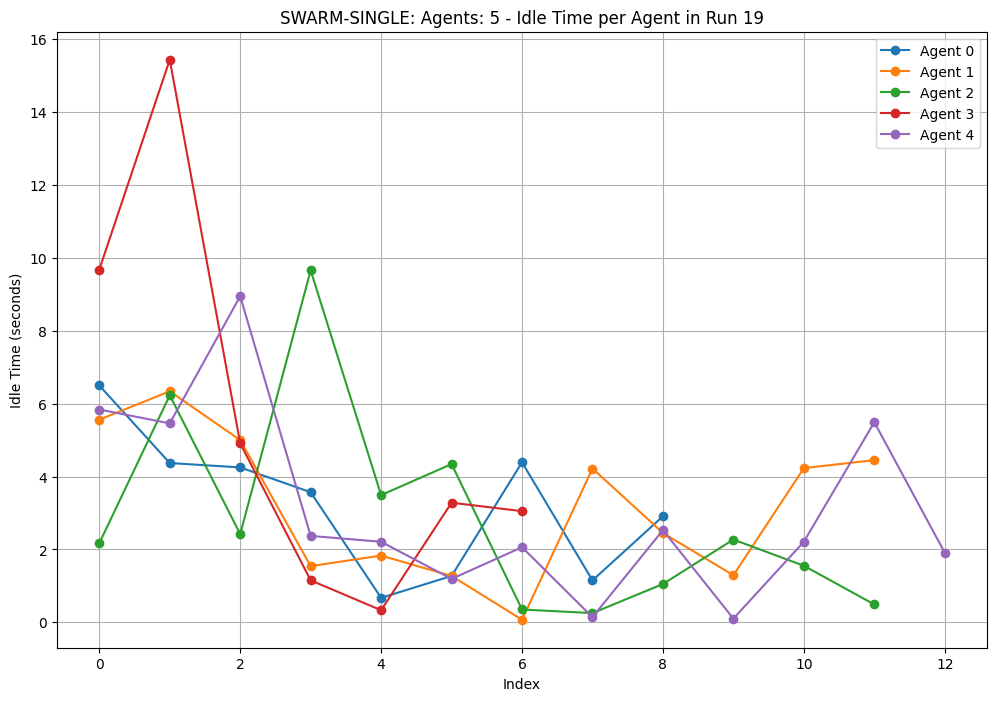 SWARM-SINGLE: Agents: 5 - Idle Time per Agent in Run 19
Agent 0
Agent 1
Agent 2
Agent 3
Agent 4
Idle Time (seconds)
16
14
12
10
8
6
4
2
0
0 2 4 6 8 10 12
Index